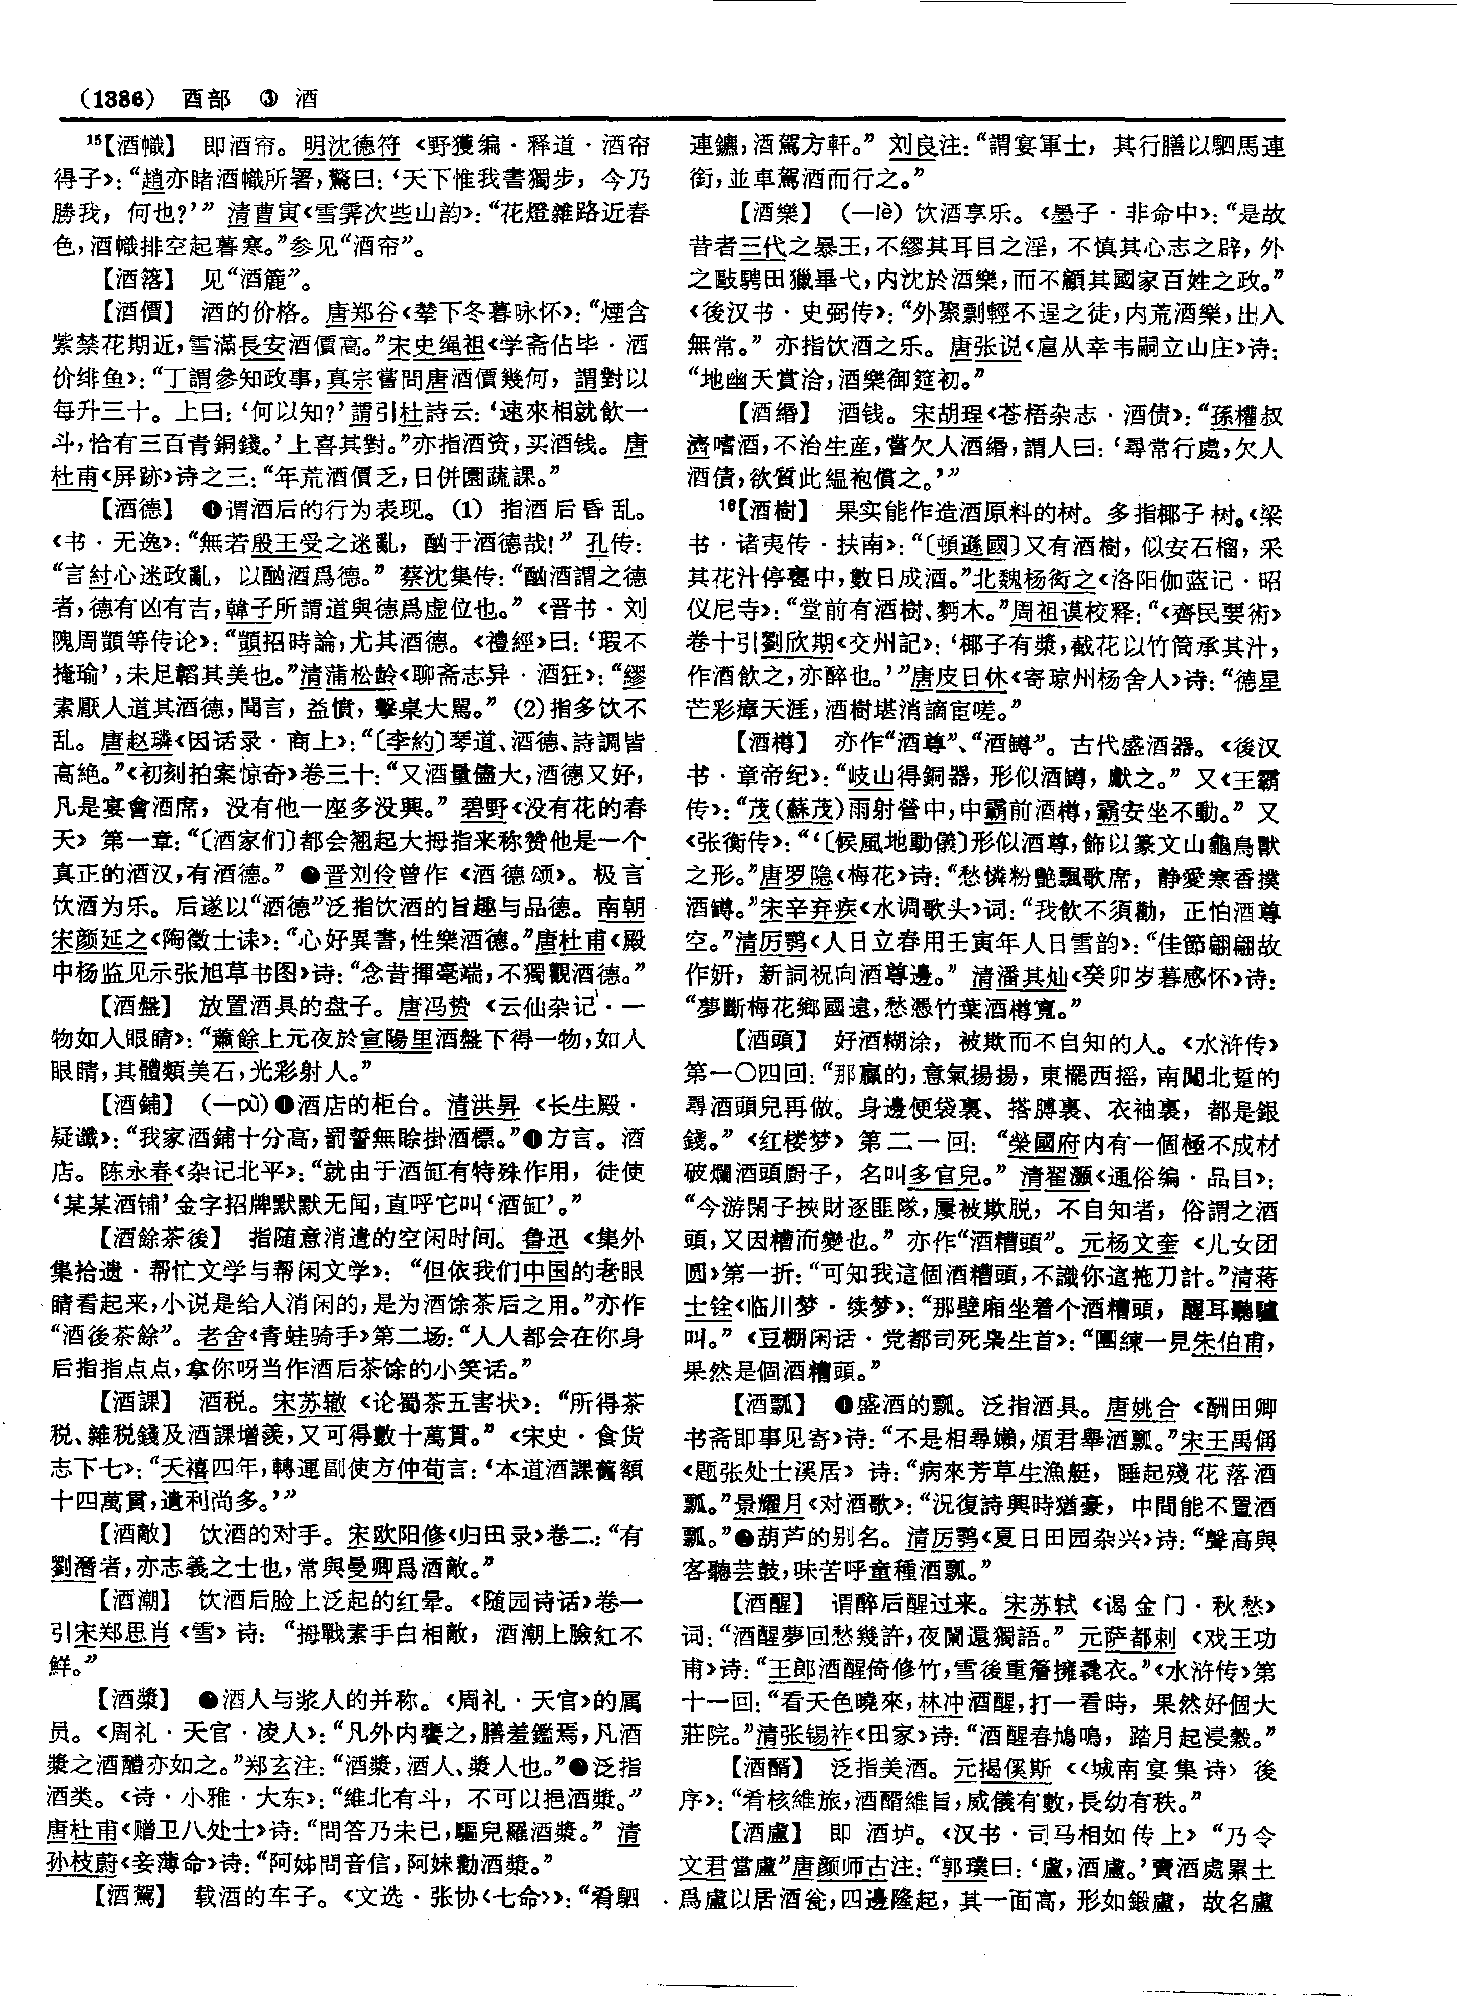 （1386） 酉部 ③ 酒
15【酒幟】 即酒帘。明沈德符《野獲编·释道·酒帘
得子》：“趙亦睹酒幟所署，驚曰：‘天下惟我書獨步，今乃
勝我，何也？’” 清曹寅《雪霽次些山韵》：“花燈雜路近春
色，酒幟排空起暮寒。”参见“酒帘”。
【酒箈】 见“酒簏”。
【酒價】 酒的价格。唐郑谷《辇下冬暮咏怀》：“煙含
紫禁花期近，雪滿長安酒價高。”宋史绳祖《学斋佔毕·酒
价绯鱼》：“丁謂參知政事，真宗嘗問唐酒價幾何，謂對以
每升三十。上曰：‘何以知？’謂引杜詩云：‘速來相就飲一
斗，恰有三百青銅錢。’上喜其對。”亦指酒资，买酒钱。唐
杜甫《屏跡》诗之三：“年荒酒價乏，日併園蔬課。”
【酒德】 ❶谓酒后的行为表现。（1） 指酒后昏乱。
《书·无逸》：“無若殷王受之迷亂，酗于酒德哉！” 孔传：
“言紂心迷政亂，以酗酒爲德。” 蔡沈集传：“酗酒謂之德
者，德有凶有吉，韓子所謂道與德爲虚位也。” 《晋书·刘
隗周顗等传论》：“顗招時論，尤其酒德。《禮經》曰：‘瑕不
掩瑜’，未足韜其美也。”清蒲松龄《聊斋志异·酒狂》：“繆
素厭人道其酒德，聞言，益憤，擊桌大罵。” （2）指多饮不
乱。唐赵璘《因话录·商上》：“〔李約〕琴道、酒德、詩調皆
高絶。”《初刻拍案惊奇》卷三十：“又酒量儘大，酒德又好，
凡是宴會酒席，没有他一座多没興。” 碧野《没有花的春
天》 第一章：“〔酒家们〕都会翘起大拇指来称赞他是一个
真正的酒汉，有酒德。” ❷晋刘伶曾作《酒德颂》。极言
饮酒为乐。后遂以“酒德”泛指饮酒的旨趣与品德。南朝
宋颜延之《陶徵士诔》：“心好異書，性樂酒德。”唐杜甫《殿
中杨监见示张旭草书图》诗：“念昔揮毫端，不獨觀酒德。”
【酒盤】 放置酒具的盘子。唐冯贽《云仙杂记·一
物如人眼睛》：“蕭餘上元夜於宣陽里酒盤下得一物，如人
眼睛，其體類美石，光彩射人。”
【酒鋪】 （—pù）❶酒店的柜台。清洪昇《长生殿·
疑谶》：“我家酒鋪十分高，罰誓無賒掛酒標。”❷方言。酒
店。陈永春《杂记北平》：“就由于酒缸有特殊作用，徒使
‘某某酒铺’金字招牌默默无闻，直呼它叫‘酒缸’。”
【酒餘茶後】 指随意消遣的空闲时间。鲁迅《集外
集拾遗·帮忙文学与帮闲文学》：“但依我们中国的老眼
睛看起来，小说是给人消闲的，是为酒馀茶后之用。”亦作
“酒後茶餘”。老舍《青蛙骑手》第二场：“人人都会在你身
后指指点点，拿你呀当作酒后茶馀的小笑话。”
【酒課】 酒税。宋苏辙《论蜀茶五害状》：“所得茶
税、雜税錢及酒課增羡，又可得數十萬貫。” 《宋史·食货
志下七》：“天禧四年，轉運副使方仲荀言：‘本道酒課舊額
十四萬貫，遺利尚多。’”
【酒敵】 饮酒的对手。宋欧阳修《归田录》卷二：“有
劉潛者，亦志義之士也，常與曼卿爲酒敵。”
【酒潮】 饮酒后脸上泛起的红晕。《随园诗话》卷一
引宋郑思肖《雪》诗：“拇戰素手白相敵，酒潮上臉紅不
鮮。”
【酒漿】 ❶酒人与浆人的并称。《周礼·天官》的属
员。《周礼·天官·凌人》：“凡外内饔之，膳羞鑑焉，凡酒
漿之酒醴亦如之。”郑玄注：“酒漿，酒人、漿人也。”❷泛指
酒类。《诗·小雅·大东》：“維北有斗，不可以挹酒漿。”
唐杜甫《赠卫八处士》诗：“問答乃未已，驅兒羅酒漿。” 清
孙枝蔚《妾薄命》诗：“阿姊問音信，阿妹勸酒漿。”
【酒駕】 载酒的车子。《文选·张协〈七命〉》：“肴駟
連鑣，酒駕方軒。” 刘良注：“謂宴軍士，其行膳以駟馬連
銜，並車駕酒而行之。”
【酒樂】 （—lè） 饮酒享乐。《墨子·非命中》：“是故
昔者三代之暴王，不繆其耳目之淫，不慎其心志之辟，外
之敺騁田獵畢弋，内沈於酒樂，而不顧其國家百姓之政。”
《後汉书·史弼传》：“外聚剽輕不逞之徒，内荒酒樂，出入
無常。” 亦指饮酒之乐。唐张说《扈从幸韦嗣立山庄》诗：
“地幽天賞洽，酒樂御筵初。”
【酒緡】 酒钱。宋胡珵《苍梧杂志·酒债》：“孫權叔
濟嗜酒，不治生産，嘗欠人酒緡，謂人曰：‘尋常行處，欠人
酒債，欲質此緼袍償之。’”
16【酒樹】 果实能作造酒原料的树。多指椰子树。《梁
书·诸夷传·扶南》：“〔頓遜國〕又有酒樹，似安石榴，采
其花汁停甕中，數日成酒。”北魏杨衒之《洛阳伽蓝记·昭
仪尼寺》：“堂前有酒樹、麪木。”周祖谟校释：“《齊民要術》
卷十引劉欣期《交州記》：‘椰子有漿，截花以竹筒承其汁，
作酒飲之，亦醉也。’”唐皮日休《寄琼州杨舍人》诗：“德星
芒彩瘴天涯，酒樹堪消謫宦嗟。”
【酒樽】 亦作“酒尊”、“酒罇”。古代盛酒器。《後汉
书·章帝纪》：“岐山得銅器，形似酒罇，獻之。” 又《王霸
传》：“茂（蘇茂）雨射營中，中霸前酒樽，霸安坐不動。” 又
《张衡传》：“‘〔候風地動儀〕形似酒尊，飾以篆文山龜鳥獸
之形。”唐罗隐《梅花》诗：“愁憐粉艷飄歌席，静愛寒香撲
酒罇。”宋辛弃疾《水调歌头》词：“我飲不須勸，正怕酒尊
空。”清厉鹗《人日立春用壬寅年人日雪韵》：“佳節翩翩故
作妍，新詞祝向酒尊邊。” 清潘其灿《癸卯岁暮感怀》诗：
“夢斷梅花鄉國遠，愁憑竹葉酒樽寬。”
【酒頭】 好酒糊涂，被欺而不自知的人。《水浒传》
第一〇四回：“那贏的，意氣揚揚，東擺西摇，南闖北踅的
尋酒頭兒再做。身邊便袋裏、搭膊裏、衣袖裏，都是銀
錢。” 《红楼梦》 第二一回：“榮國府内有一個極不成材
破爛酒頭厨子，名叫多官兒。” 清翟灏《通俗编·品目》：
“今游閑子挾財逐匪隊，屢被欺脱，不自知者，俗謂之酒
頭，又因糟而變也。” 亦作“酒糟頭”。元杨文奎《儿女团
圆》第一折：“可知我這個酒糟頭，不識你這拖刀計。”清蒋
士铨《临川梦·续梦》：“那壁廂坐着个酒糟頭，醒耳聽驢
叫。” 《豆棚闲话·党都司死枭生首》：“團練一見朱伯甫，
果然是個酒糟頭。”
【酒瓢】 ❶盛酒的瓢。泛指酒具。唐姚合《酬田卿
书斋即事见寄》诗：“不是相尋嬾，煩君舉酒瓢。”宋王禹偁
《题张处士溪居》 诗：“病來芳草生漁艇，睡起殘花落酒
瓢。”景耀月《对酒歌》：“況復詩興時猶豪，中間能不置酒
瓢。”❷葫芦的别名。清厉鹗《夏日田园杂兴》诗：“聲高與
客聽芸鼓，味苦呼童種酒瓢。”
【酒醒】 谓醉后醒过来。宋苏轼《谒金门·秋愁》
词：“酒醒夢回愁幾許，夜闌還獨語。” 元萨都剌《戏王功
甫》诗：“王郎酒醒倚修竹，雪後重簷擁毳衣。”《水浒传》第
十一回：“看天色曉來，林冲酒醒，打一看時，果然好個大
莊院。”清张锡祚《田家》诗：“酒醒春鳩鳴，踏月起浸穀。”
【酒醑】 泛指美酒。元揭傒斯《〈城南宴集诗〉後
序》：“肴核維旅，酒醑維旨，威儀有數，長幼有秩。”
【酒盧】 即酒垆。《汉书·司马相如传上》“乃令
文君當盧”唐颜师古注：“郭璞曰：‘盧，酒盧。’賣酒處累土
爲盧以居酒瓮，四邊隆起，其一面高，形如鍛盧，故名盧